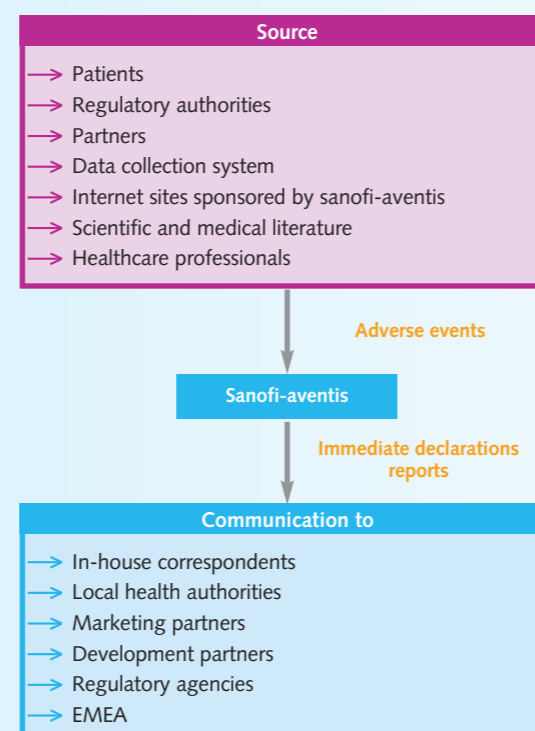 Source
Patients
Regulatory authorities
Partners
Data collection system
Internet sites sponsored by sanofi-aventis
Scientific and medical literature
Healthcare professionals
Adverse events
Sanofi-aventis
Immediate declarations
reports
Communication to
In-house correspondents
Local health authorities
Marketing partners
Development partners
Regulatory agencies
EMEA